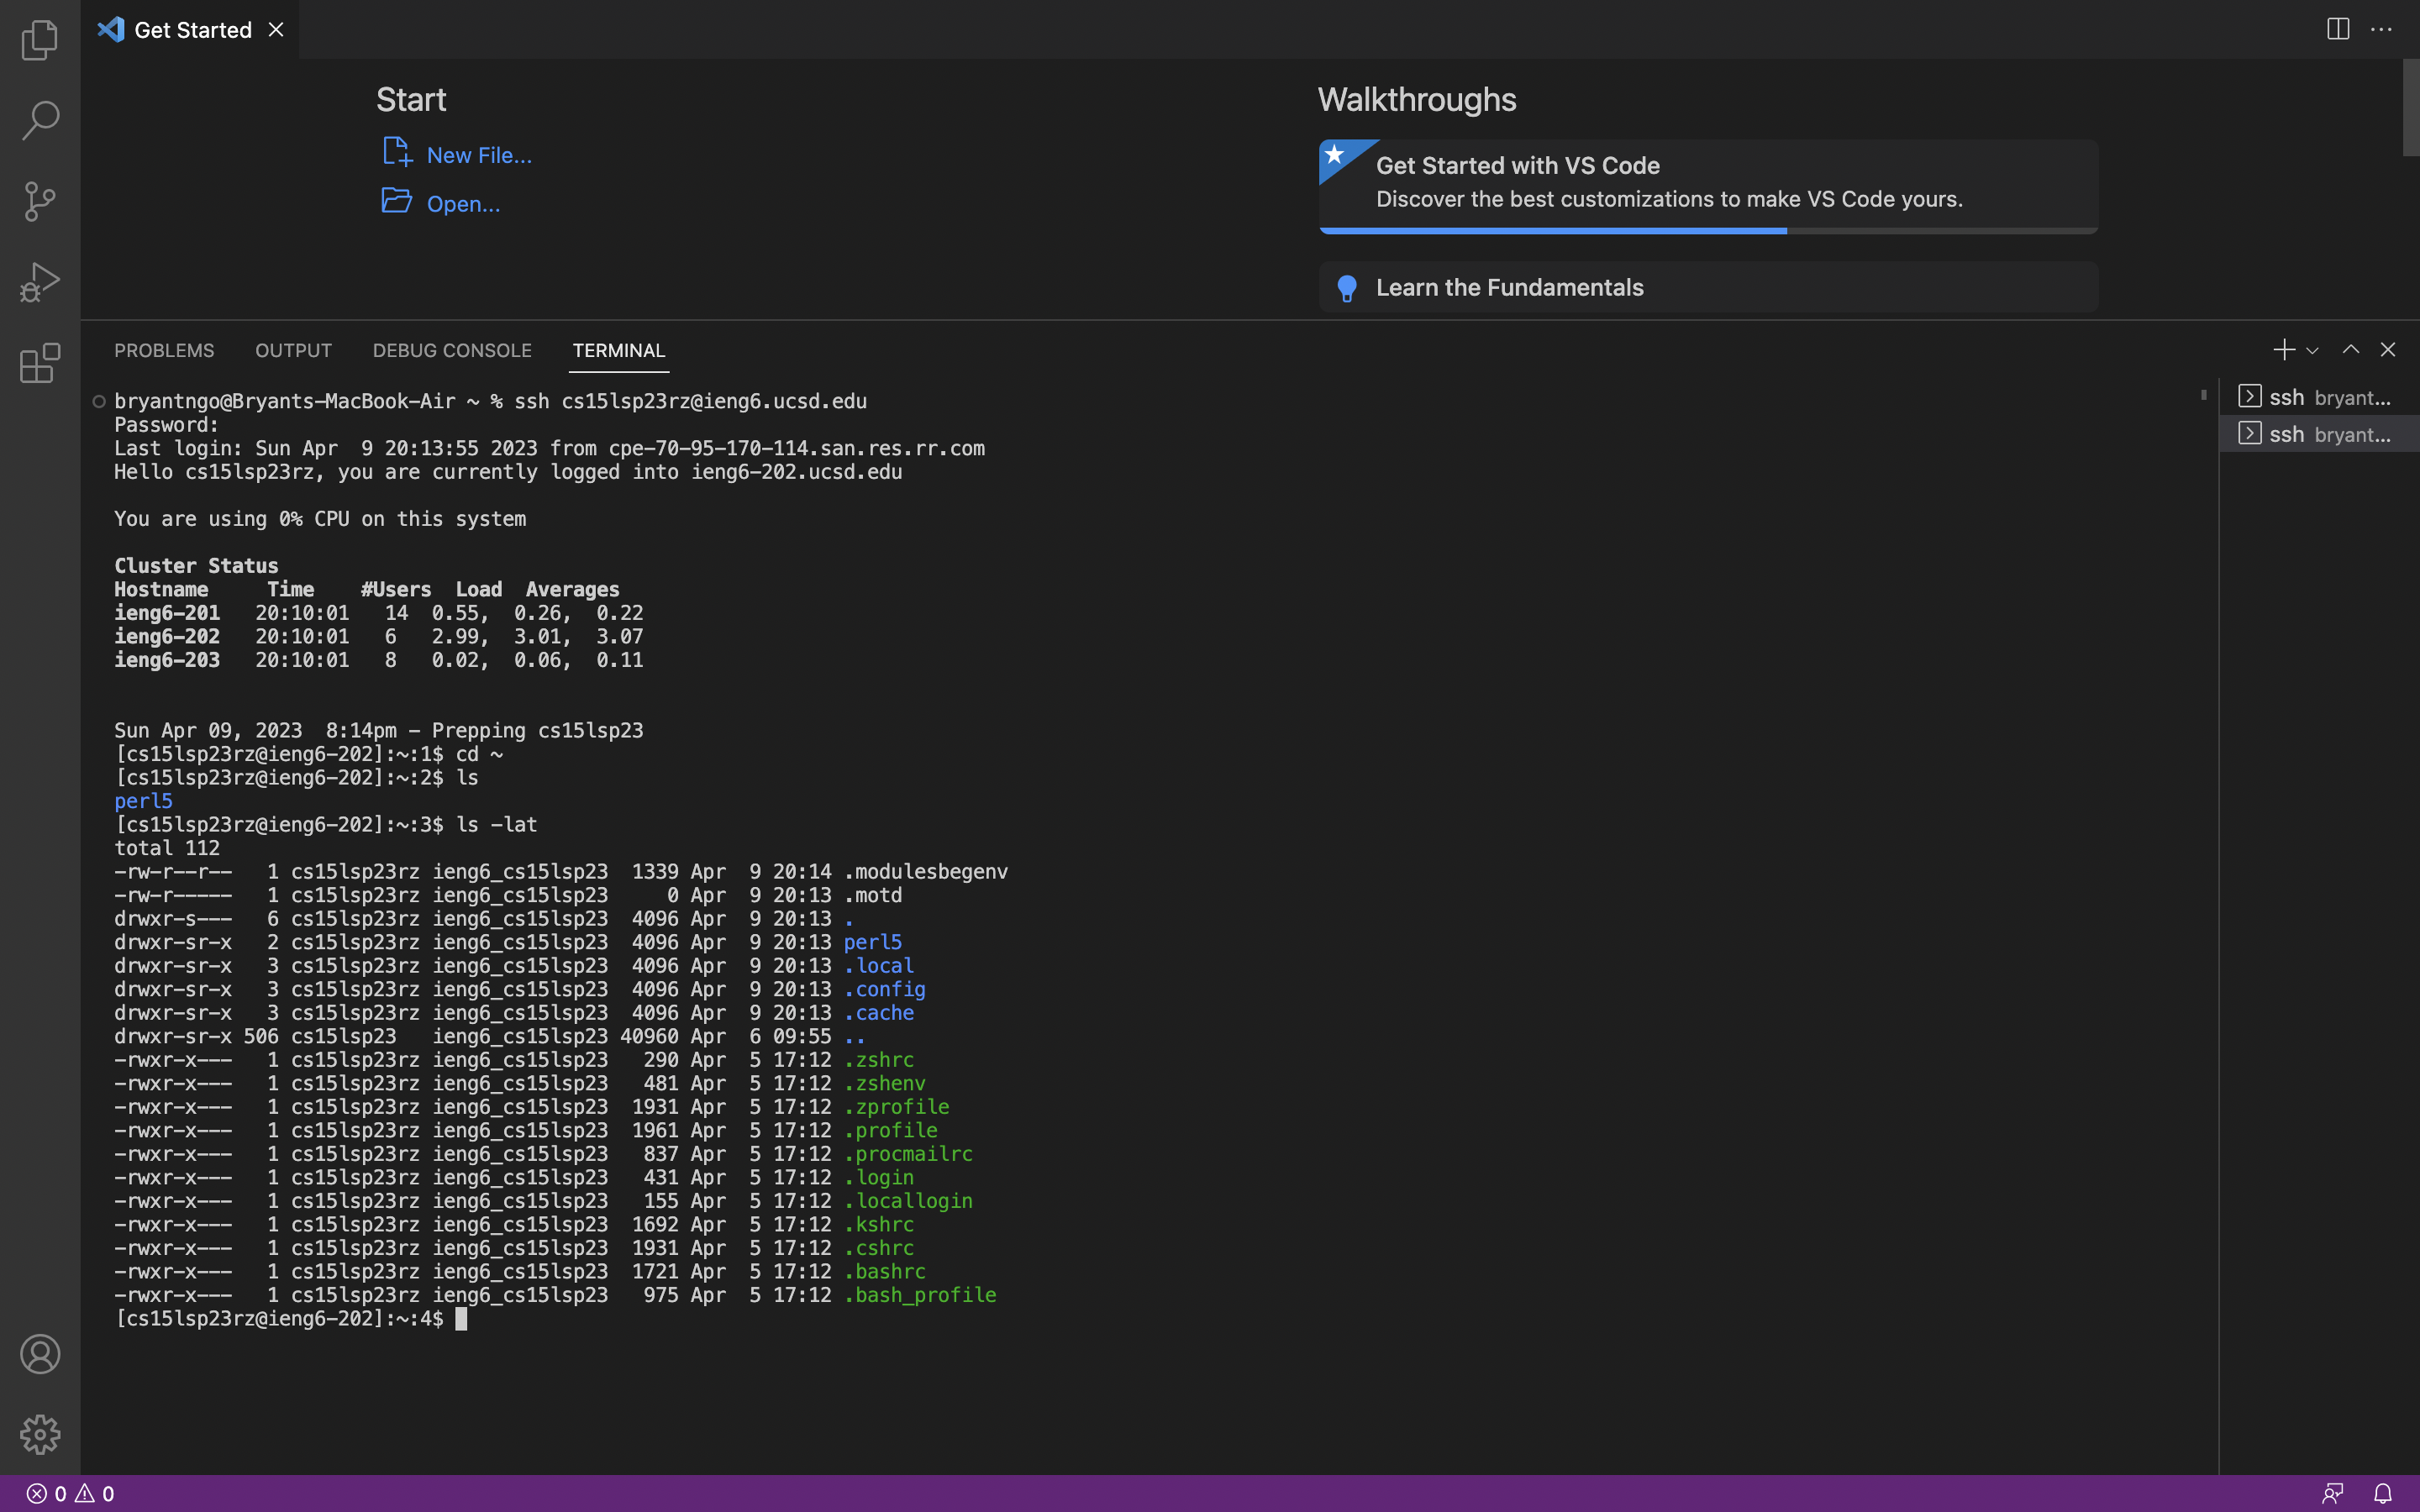 Get Started
Start
New File...
Open...
Walkthroughs
Get Started with VS Code
Discover the best customizations to make VS Code yours.
Learn the Fundamentals
PROBLEMS OUTPUT DEBUG CONSOLE TERMINAL
ssh bryant...
ssh bryant...
bryantngo@Bryants-MacBook-Air ~ % ssh cs15lsp23rz@ieng6.ucsd.edu
Password:
Last login: Sun Apr  9 20:13:55 2023 from cpe-70-95-170-114.san.res.rr.com
Hello cs15lsp23rz, you are currently logged into ieng6-202.ucsd.edu
You are using 0% CPU on this system
Cluster Status
Hostname     Time    #Users  Load  Averages
ieng6-201   20:10:01   14  0.55,  0.26,  0.22
ieng6-202   20:10:01   6   2.99,  3.01,  3.07
ieng6-203   20:10:01   8   0.02,  0.06,  0.11
Sun Apr 09, 2023  8:14pm - Prepping cs15lsp23
[cs15lsp23rz@ieng6-202]:~:1$ cd ~
[cs15lsp23rz@ieng6-202]:~:2$ ls
perl5
[cs15lsp23rz@ieng6-202]:~:3$ ls -lat
total 112
-rw-r--r--   1 cs15lsp23rz ieng6_cs15lsp23  1339 Apr  9 20:14 .modulesbegenv
-rw-r-----   1 cs15lsp23rz ieng6_cs15lsp23     0 Apr  9 20:13 .motd
drwxr-s---   6 cs15lsp23rz ieng6_cs15lsp23  4096 Apr  9 20:13 .
drwxr-sr-x   2 cs15lsp23rz ieng6_cs15lsp23  4096 Apr  9 20:13 perl5
drwxr-sr-x   3 cs15lsp23rz ieng6_cs15lsp23  4096 Apr  9 20:13 .local
drwxr-sr-x   3 cs15lsp23rz ieng6_cs15lsp23  4096 Apr  9 20:13 .config
drwxr-sr-x   3 cs15lsp23rz ieng6_cs15lsp23  4096 Apr  9 20:13 .cache
drwxr-sr-x 506 cs15lsp23   ieng6_cs15lsp23 40960 Apr  6 09:55 ..
-rwxr-x---   1 cs15lsp23rz ieng6_cs15lsp23   290 Apr  5 17:12 .zshrc
-rwxr-x---   1 cs15lsp23rz ieng6_cs15lsp23   481 Apr  5 17:12 .zshenv
-rwxr-x---   1 cs15lsp23rz ieng6_cs15lsp23  1931 Apr  5 17:12 .zprofile
-rwxr-x---   1 cs15lsp23rz ieng6_cs15lsp23  1961 Apr  5 17:12 .profile
-rwxr-x---   1 cs15lsp23rz ieng6_cs15lsp23   837 Apr  5 17:12 .procmailrc
-rwxr-x---   1 cs15lsp23rz ieng6_cs15lsp23   431 Apr  5 17:12 .login
-rwxr-x---   1 cs15lsp23rz ieng6_cs15lsp23   155 Apr  5 17:12 .locallogin
-rwxr-x---   1 cs15lsp23rz ieng6_cs15lsp23  1692 Apr  5 17:12 .kshrc
-rwxr-x---   1 cs15lsp23rz ieng6_cs15lsp23  1931 Apr  5 17:12 .cshrc
-rwxr-x---   1 cs15lsp23rz ieng6_cs15lsp23  1721 Apr  5 17:12 .bashrc
-rwxr-x---   1 cs15lsp23rz ieng6_cs15lsp23   975 Apr  5 17:12 .bash_profile
[cs15lsp23rz@ieng6-202]:~:4$
0 0